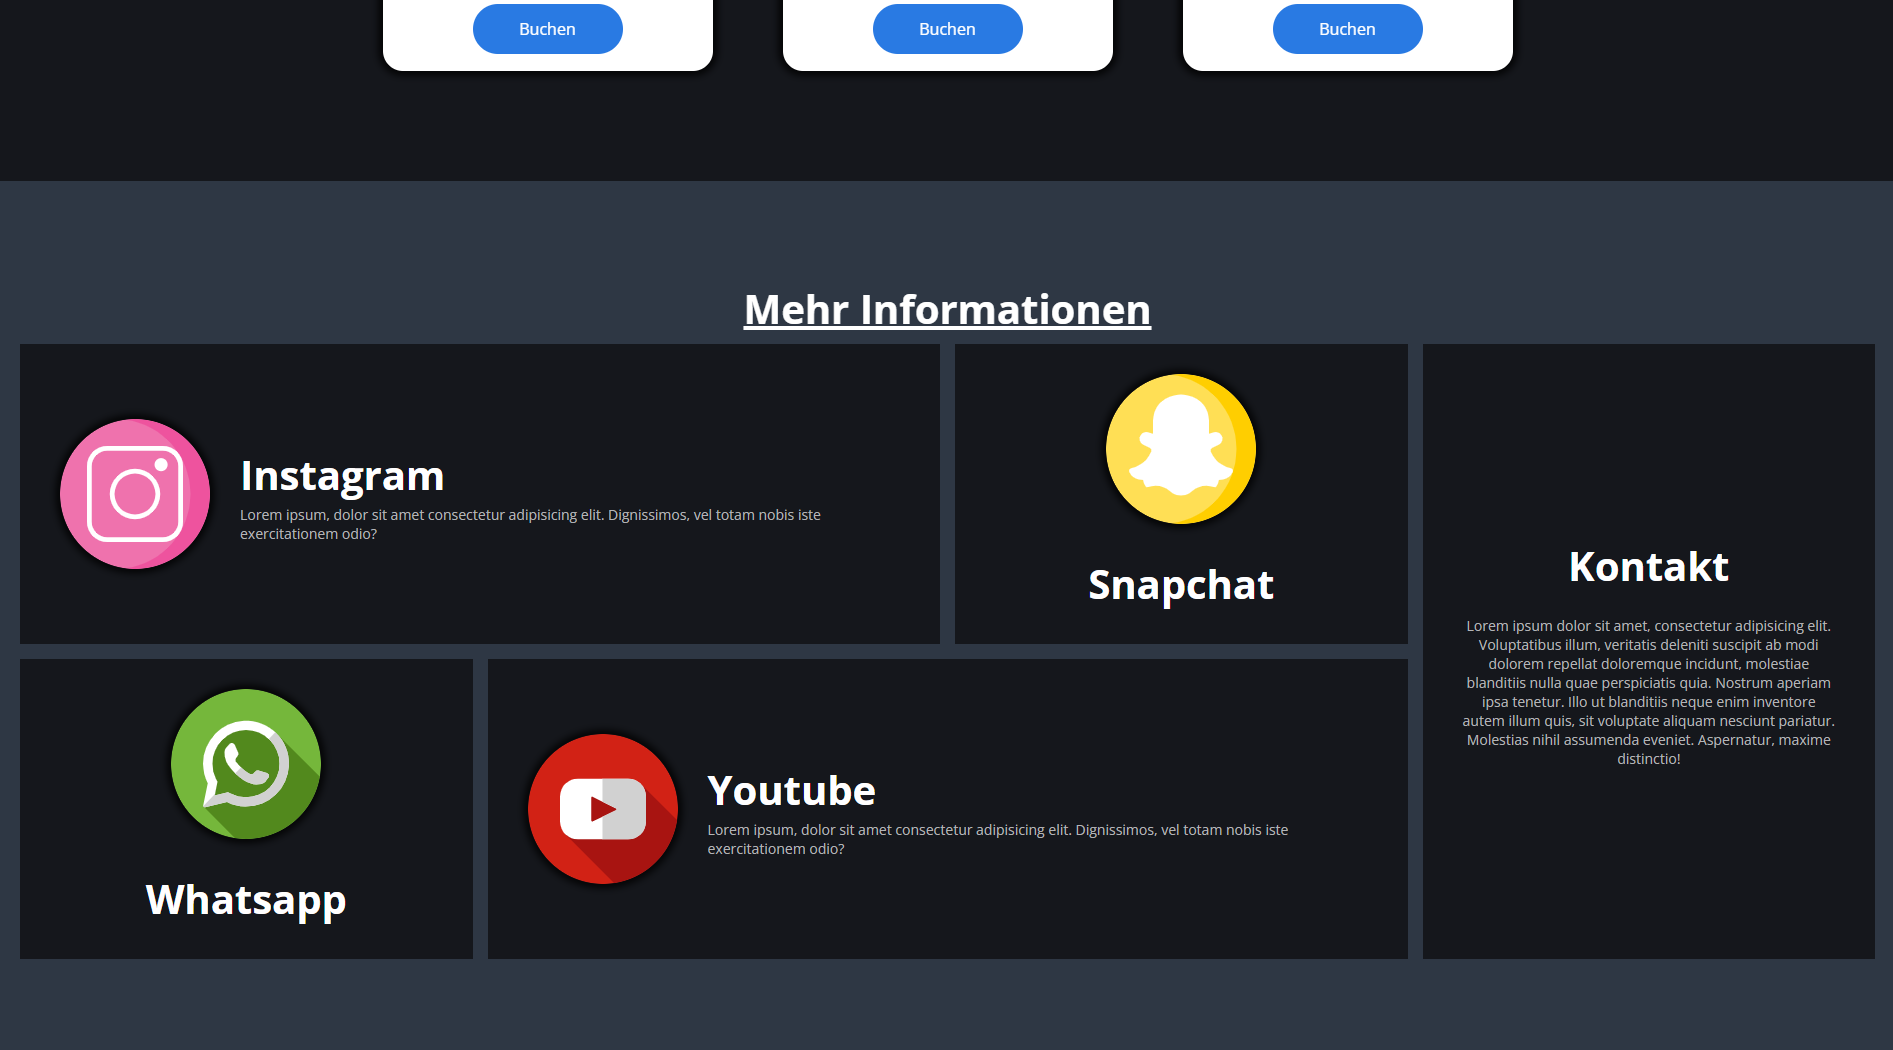 Buchen
Buchen
Buchen
Mehr Informationen
Instagram
Lorem ipsum, dolor sit amet consectetur adipisicing elit. Dignissimos, vel totam nobis iste
exercitationem odio?
Snapchat
Kontakt
Lorem ipsum dolor sit amet, consectetur adipisicing elit.
Voluptatibus illum, veritatis deleniti suscipit ab modi
dolorem repellat doloremque incidunt, molestiae
blanditiis nulla quae perspiciatis quia. Nostrum aperiam
ipsa tenetur. Illo ut blanditiis neque enim inventore
autem illum quis, sit voluptate aliquam nesciunt pariatur.
Molestias nihil assumenda eveniet. Aspernatur, maxime
distinctio!
Whatsapp
Youtube
Lorem ipsum, dolor sit amet consectetur adipisicing elit. Dignissimos, vel totam nobis iste
exercitationem odio?